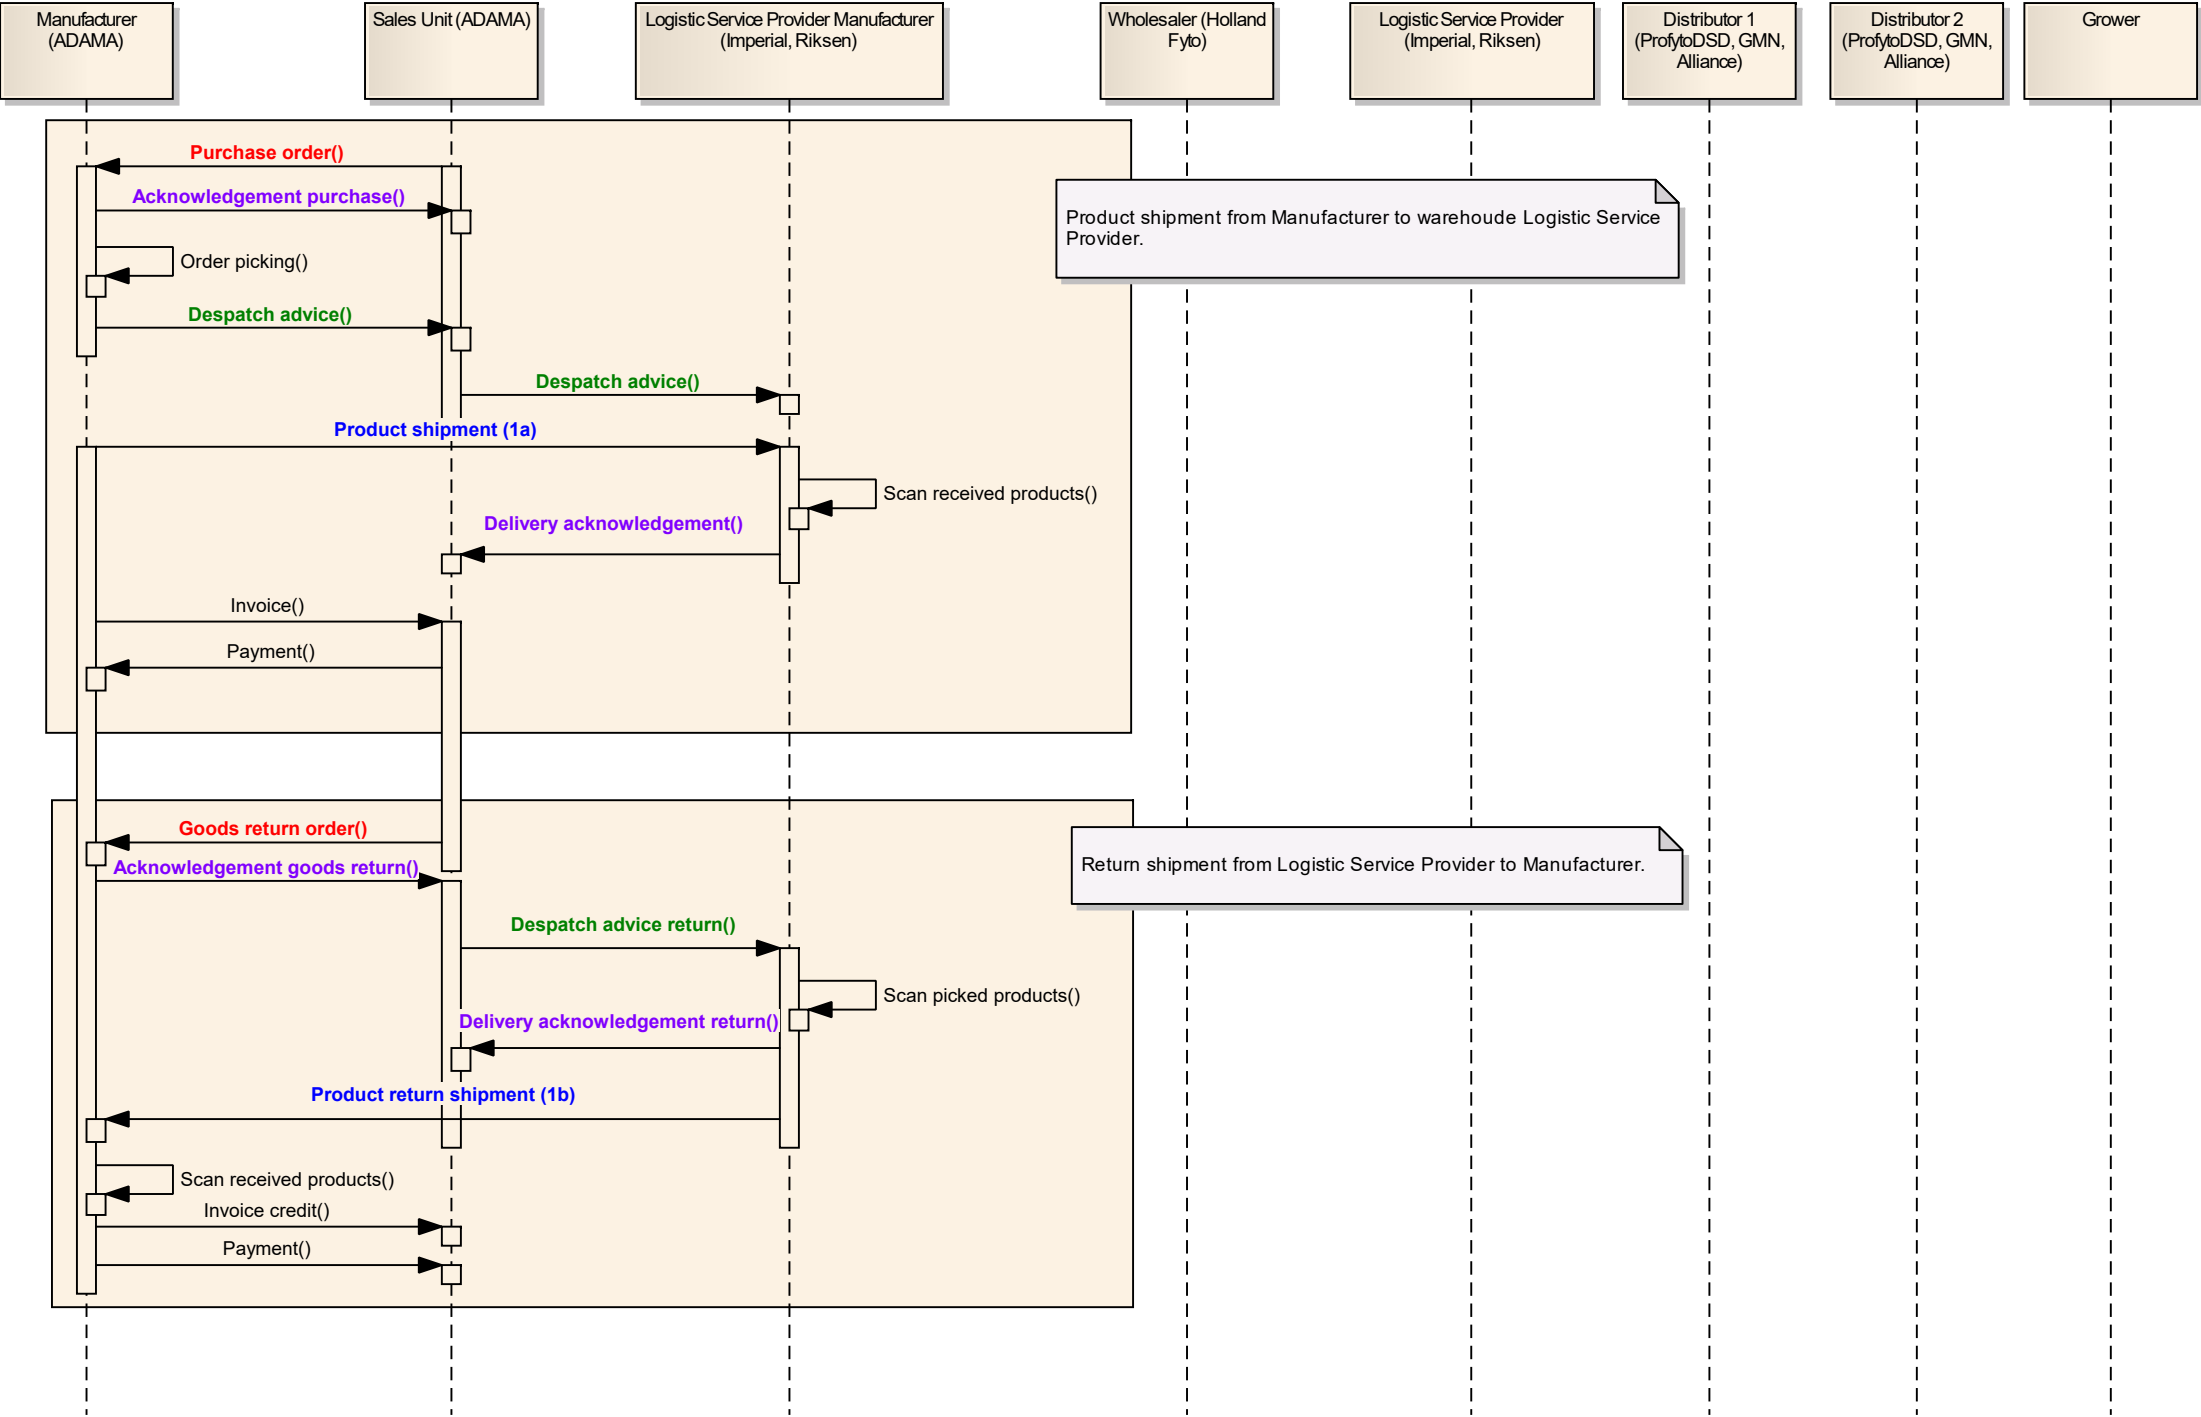 Manufacturer
(ADAMA)
Sales Unit (ADAMA)
Logistic Service Provider Manufacturer
(Imperial, Riksen)
Wholesaler (Holland
Fyto)
Logistic Service Provider
(Imperial, Riksen)
Distributor 1
(ProfytoDSD, GMN,
Alliance)
Distributor 2
(ProfytoDSD, GMN,
Alliance)
Grower
Purchase order()
Acknowledgement purchase()
Product shipment from Manufacturer to warehoude Logistic Service
Provider.
Order picking()
Despatch advice()
Despatch advice()
Product shipment (1a)
Scan received products()
Delivery acknowledgement()
Invoice()
Payment()
Goods return order()
Acknowledgement goods return()
Return shipment from Logistic Service Provider to Manufacturer.
Despatch advice return()
Scan picked products()
Delivery acknowledgement return()
Product return shipment (1b)
Scan received products()
Invoice credit()
Payment()